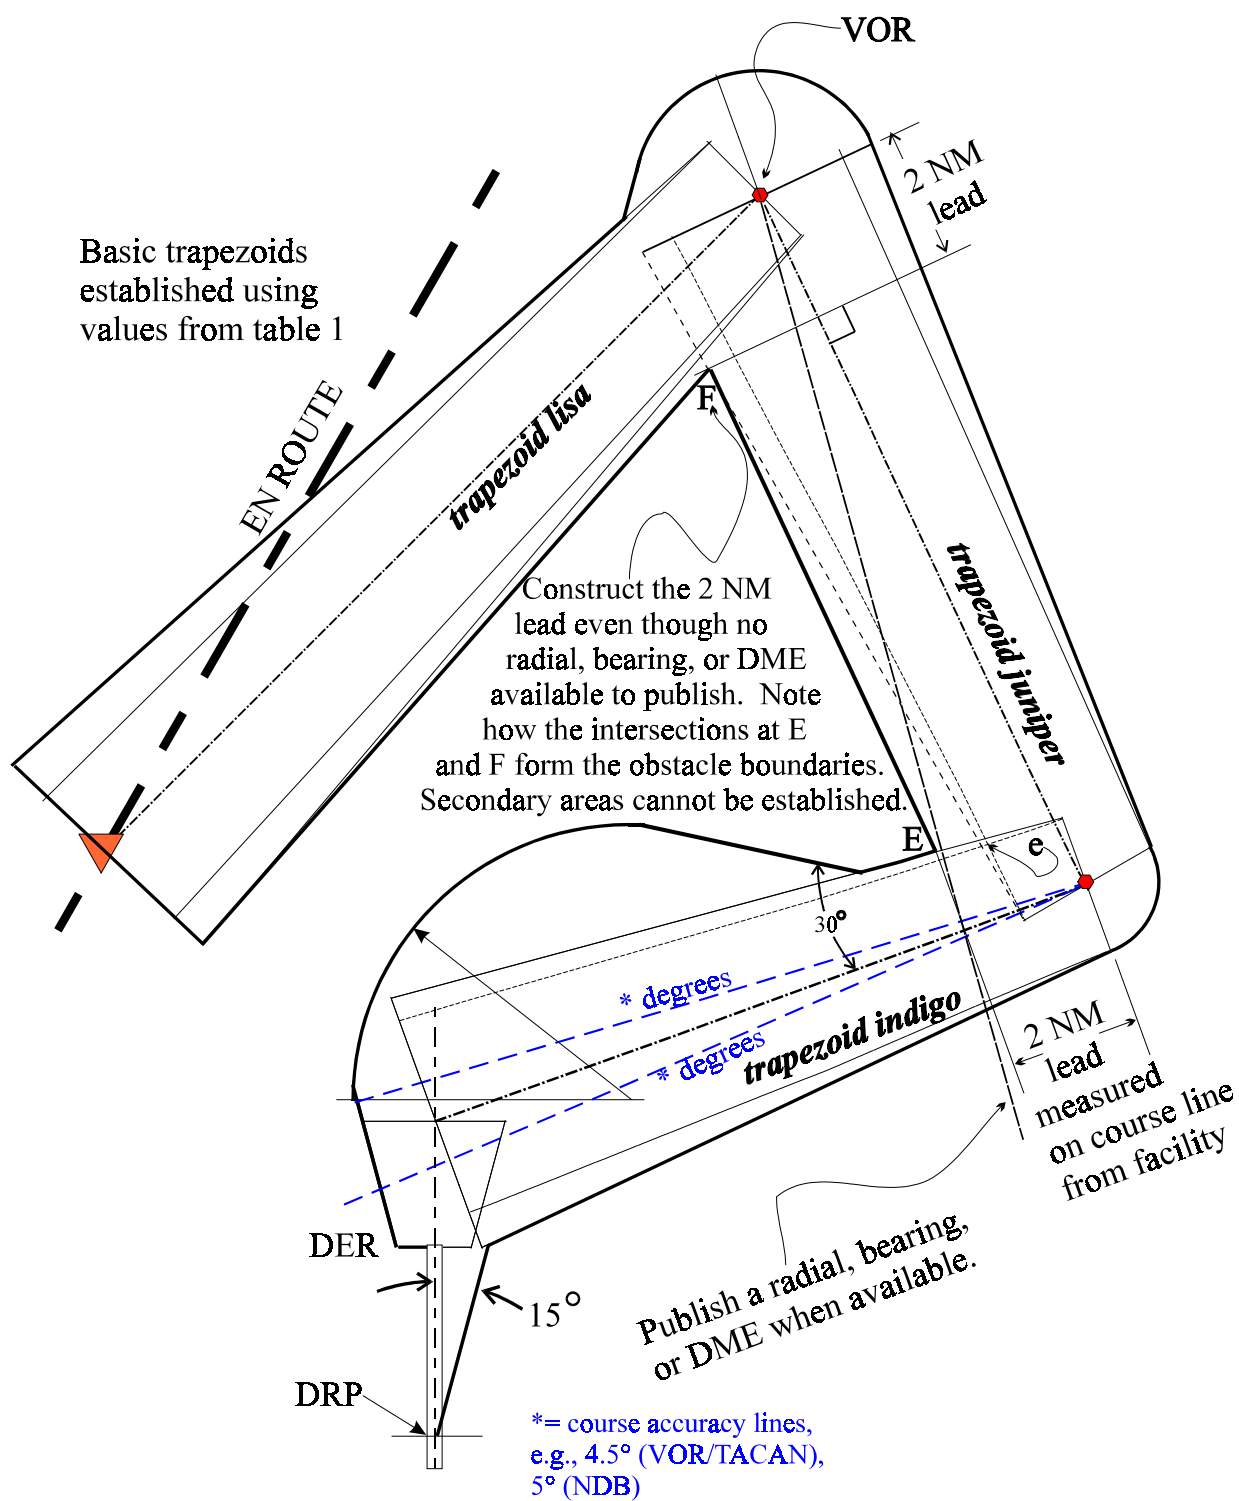 VOR
2 NM
lead
Basic trapezoids
established using
values from table 1
EN ROUTE
trapezoid lisa
F
trapezoid juniper
Construct the 2 NM
lead even though no
radial, bearing, or DME
available to publish.  Note
how the intersections at E
and F form the obstacle boundaries.
Secondary areas cannot be established.
E
e
30°
* degrees
* degrees
trapezoid indigo
2 NM
lead
measured
on course line
from facility
DER
15°
Publish a radial, bearing,
or DME when available.
DRP
*= course accuracy lines,
e.g., 4.5° (VOR/TACAN),
5° (NDB)